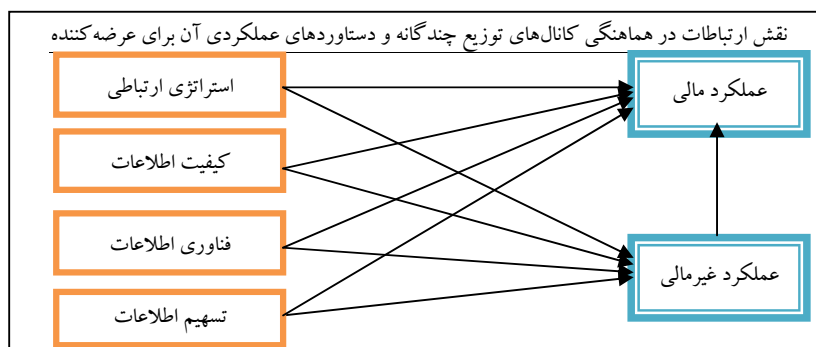 نقش ارتباطات در هماهنگی کانال‌های توزیع چندگانه و دستاوردهای عملکردی آن برای عرضه‌کننده
استراتژی ارتباطی
عملکرد مالی
کیفیت اطلاعات
فناوری اطلاعات
عملکرد غیرمالی
تسهیم اطلاعات